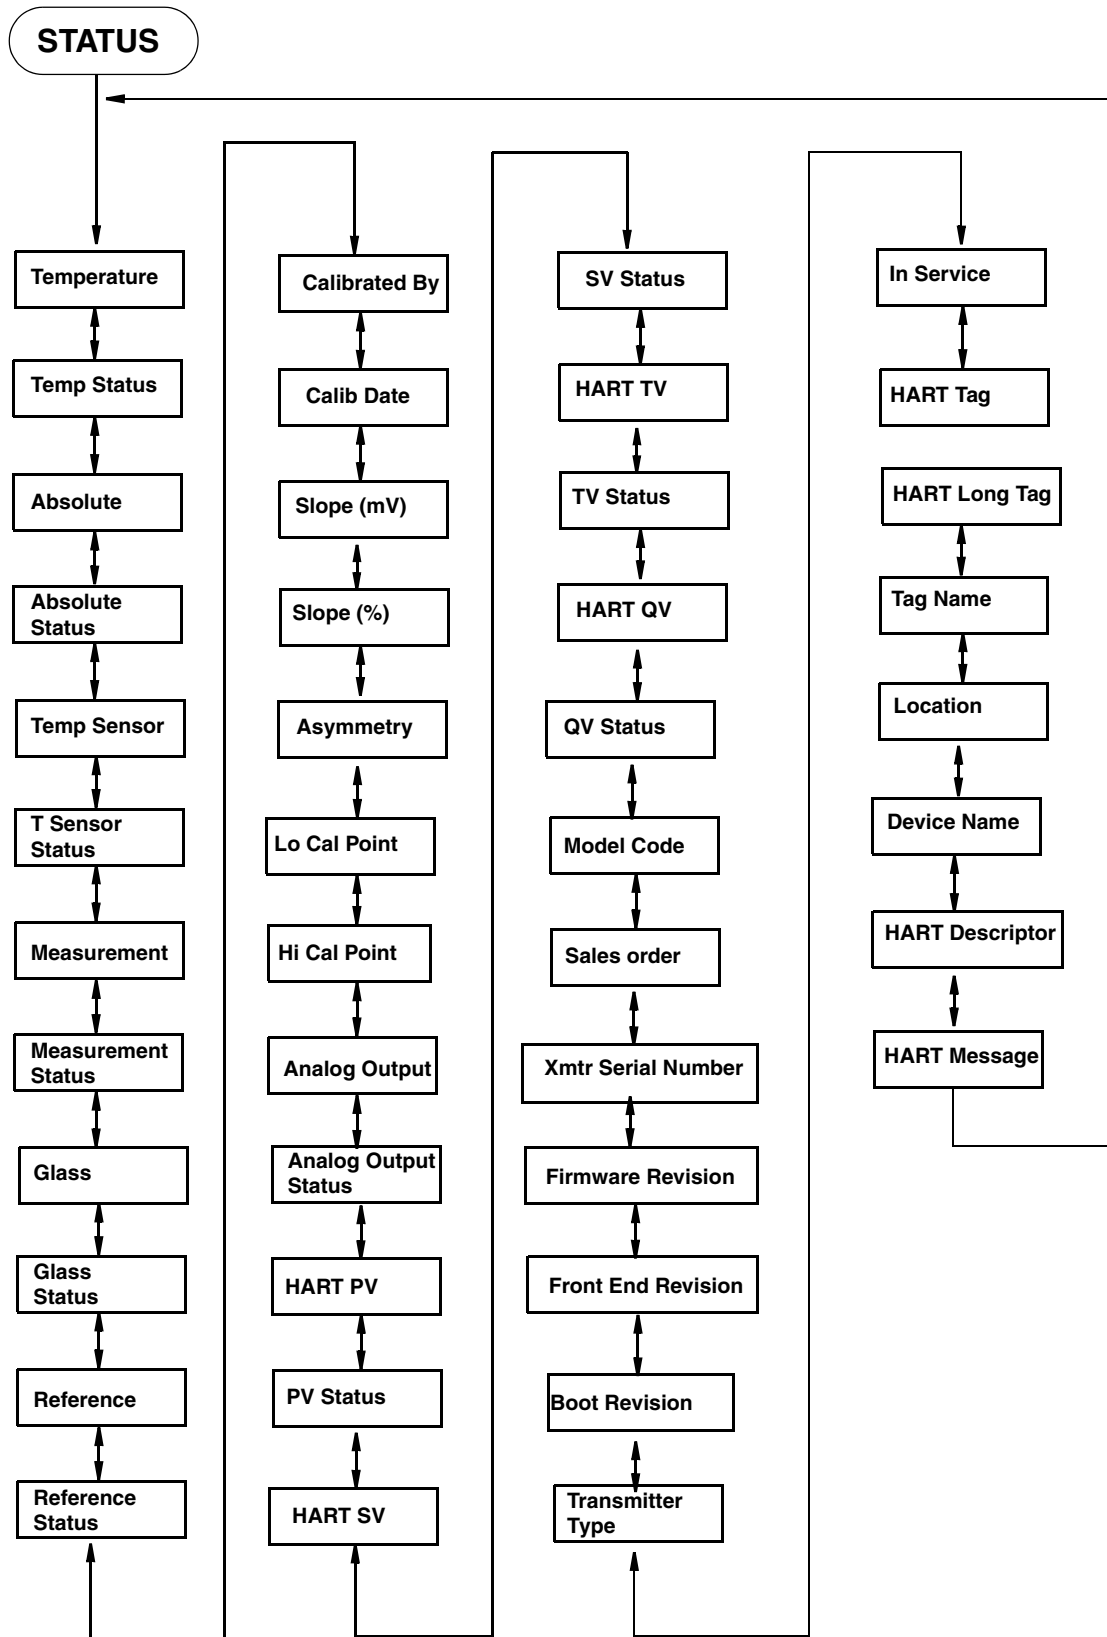 STATUS
Temperature
Temp Status
Absolute
Absolute
Status
Temp Sensor
T Sensor
Status
Measurement
Measurement
Status
Glass
Glass
Status
Reference
Reference
Status
Calibrated By
Calib Date
Slope (mV)
Slope (%)
Asymmetry
Lo Cal Point
Hi Cal Point
Analog Output
Analog Output
Status
HART PV
PV Status
HART SV
SV Status
HART TV
TV Status
HART QV
QV Status
Model Code
Sales order
Xmtr Serial Number
Firmware Revision
Front End Revision
Boot Revision
Transmitter
Type
In Service
HART Tag
HART Long Tag
Tag Name
Location
Device Name
HART Descriptor
HART Message